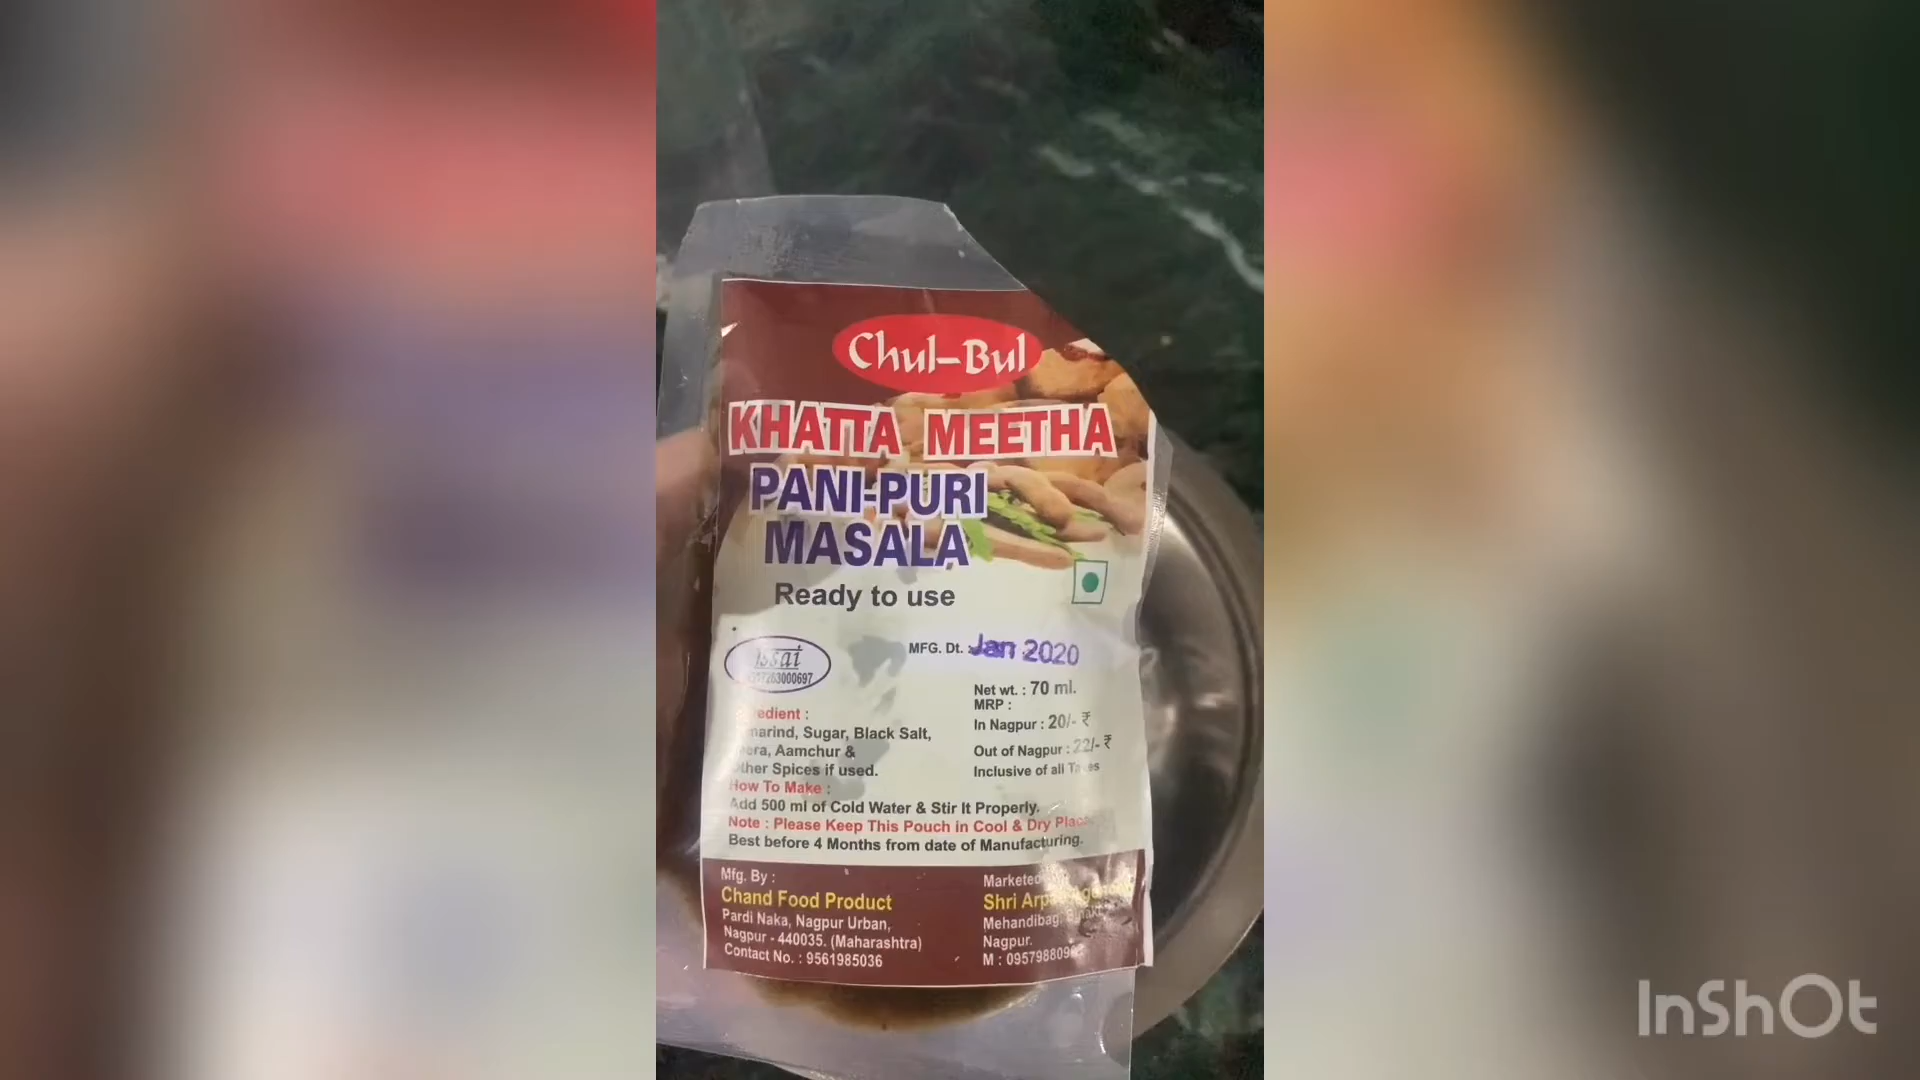 Chul-Bul
KHATTA MEETHA
PANI-PURI
MASALA
Ready to use
MFG. Dt. Jan 2020
Net wt. : 70 ml.
MRP :
In Nagpur : 20/- ₹
Out of Nagpur : 22/- ₹
Inclusive of all
Sugar, Black Salt,
Aamchur &
Spices if used.
How To Make :
Add 500 ml of Cold Water & Stir It Properly.
Note : Please Keep This Pouch in Cool & Dry
Best before 4 Months from date of Manufacturing.
Mfg. By :
Chand Food Product
Pardi Naka, Nagpur Urban,
Nagpur - 440035. (Maharashtra)
Contact No. : 9561985036
Shri
Mehandibag
Nagpur.
M :
InShOt